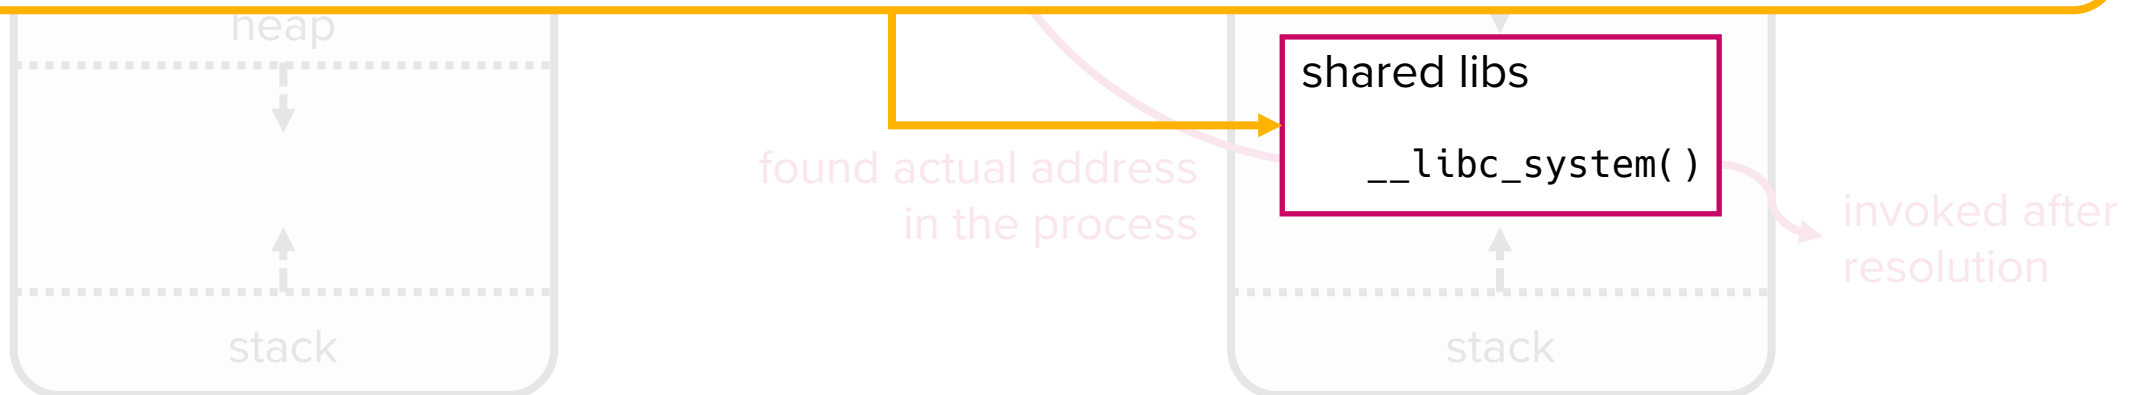 heap
shared libs
__libc_system()
found actual address
in the process
invoked after
resolution
stack
stack